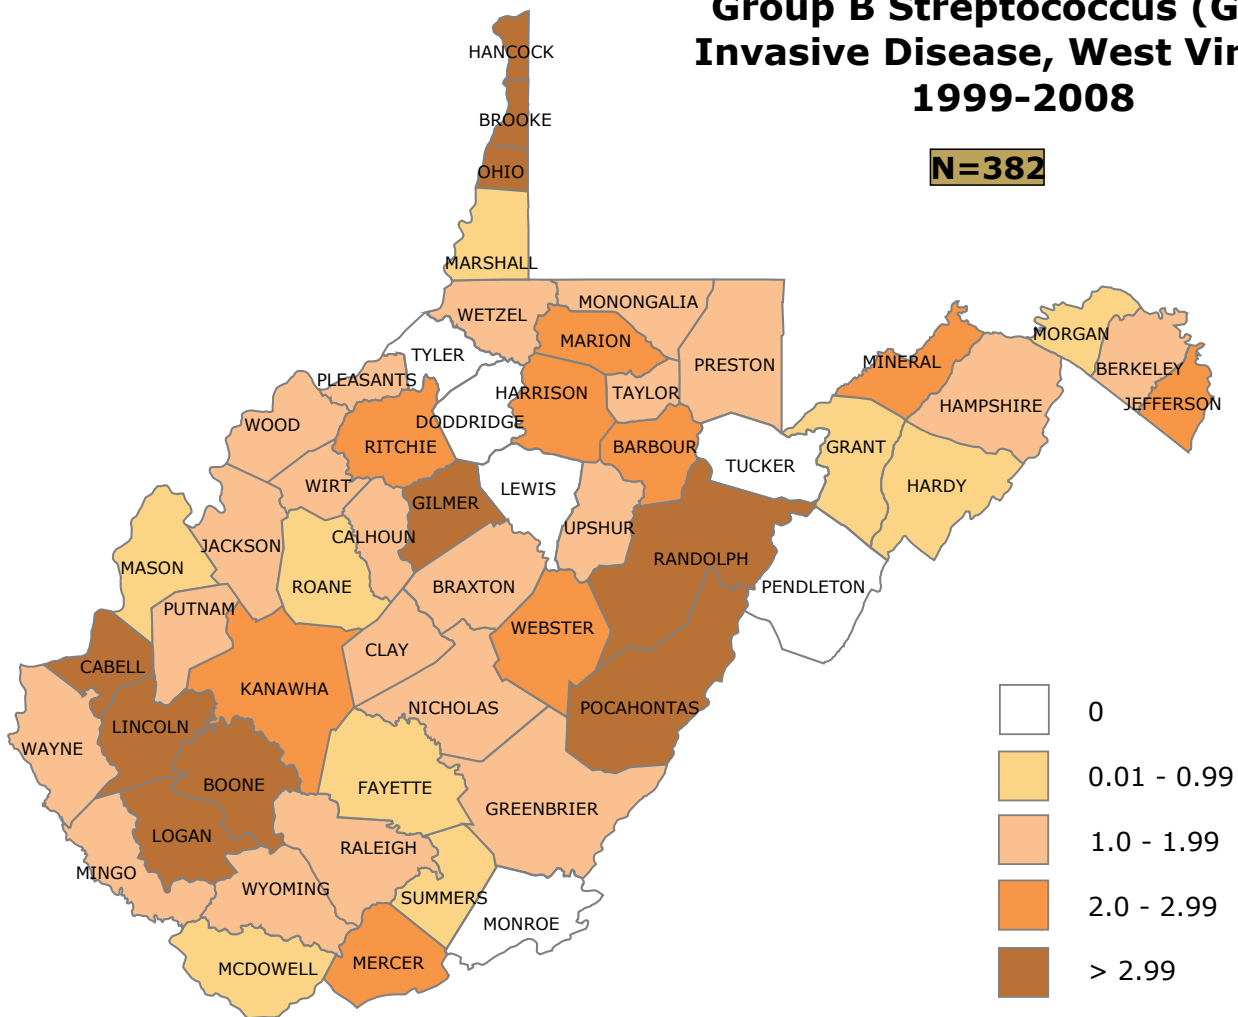 Group B Streptococcus (G
Invasive Disease, West Vir
1999-2008
N=382
HANCOCK
BROOKE
OHIO
MARSHALL
WETZEL
MONONGALIA
MARION
TYLER
PRESTON
PLEASANTS
HARRISON
TAYLOR
MORGAN
MINERAL
BERKELEY
HAMPSHIRE
JEFFERSON
WOOD
DODDRIDGE
RITCHIE
BARBOUR
TUCKER
GRANT
WIRT
GILMER
LEWIS
HARDY
CALHOUN
UPSHUR
JACKSON
RANDOLPH
MASON
ROANE
BRAXTON
PENDLETON
PUTNAM
WEBSTER
CLAY
CABELL
KANAWHA
NICHOLAS
POCAHONTAS
LINCOLN
WAYNE
BOONE
FAYETTE
GREENBRIER
LOGAN
RALEIGH
MINGO
WYOMING
SUMMERS
MONROE
MCDOWELL
MERCER
0
0.01 - 0.99
1.0 - 1.99
2.0 - 2.99
> 2.99